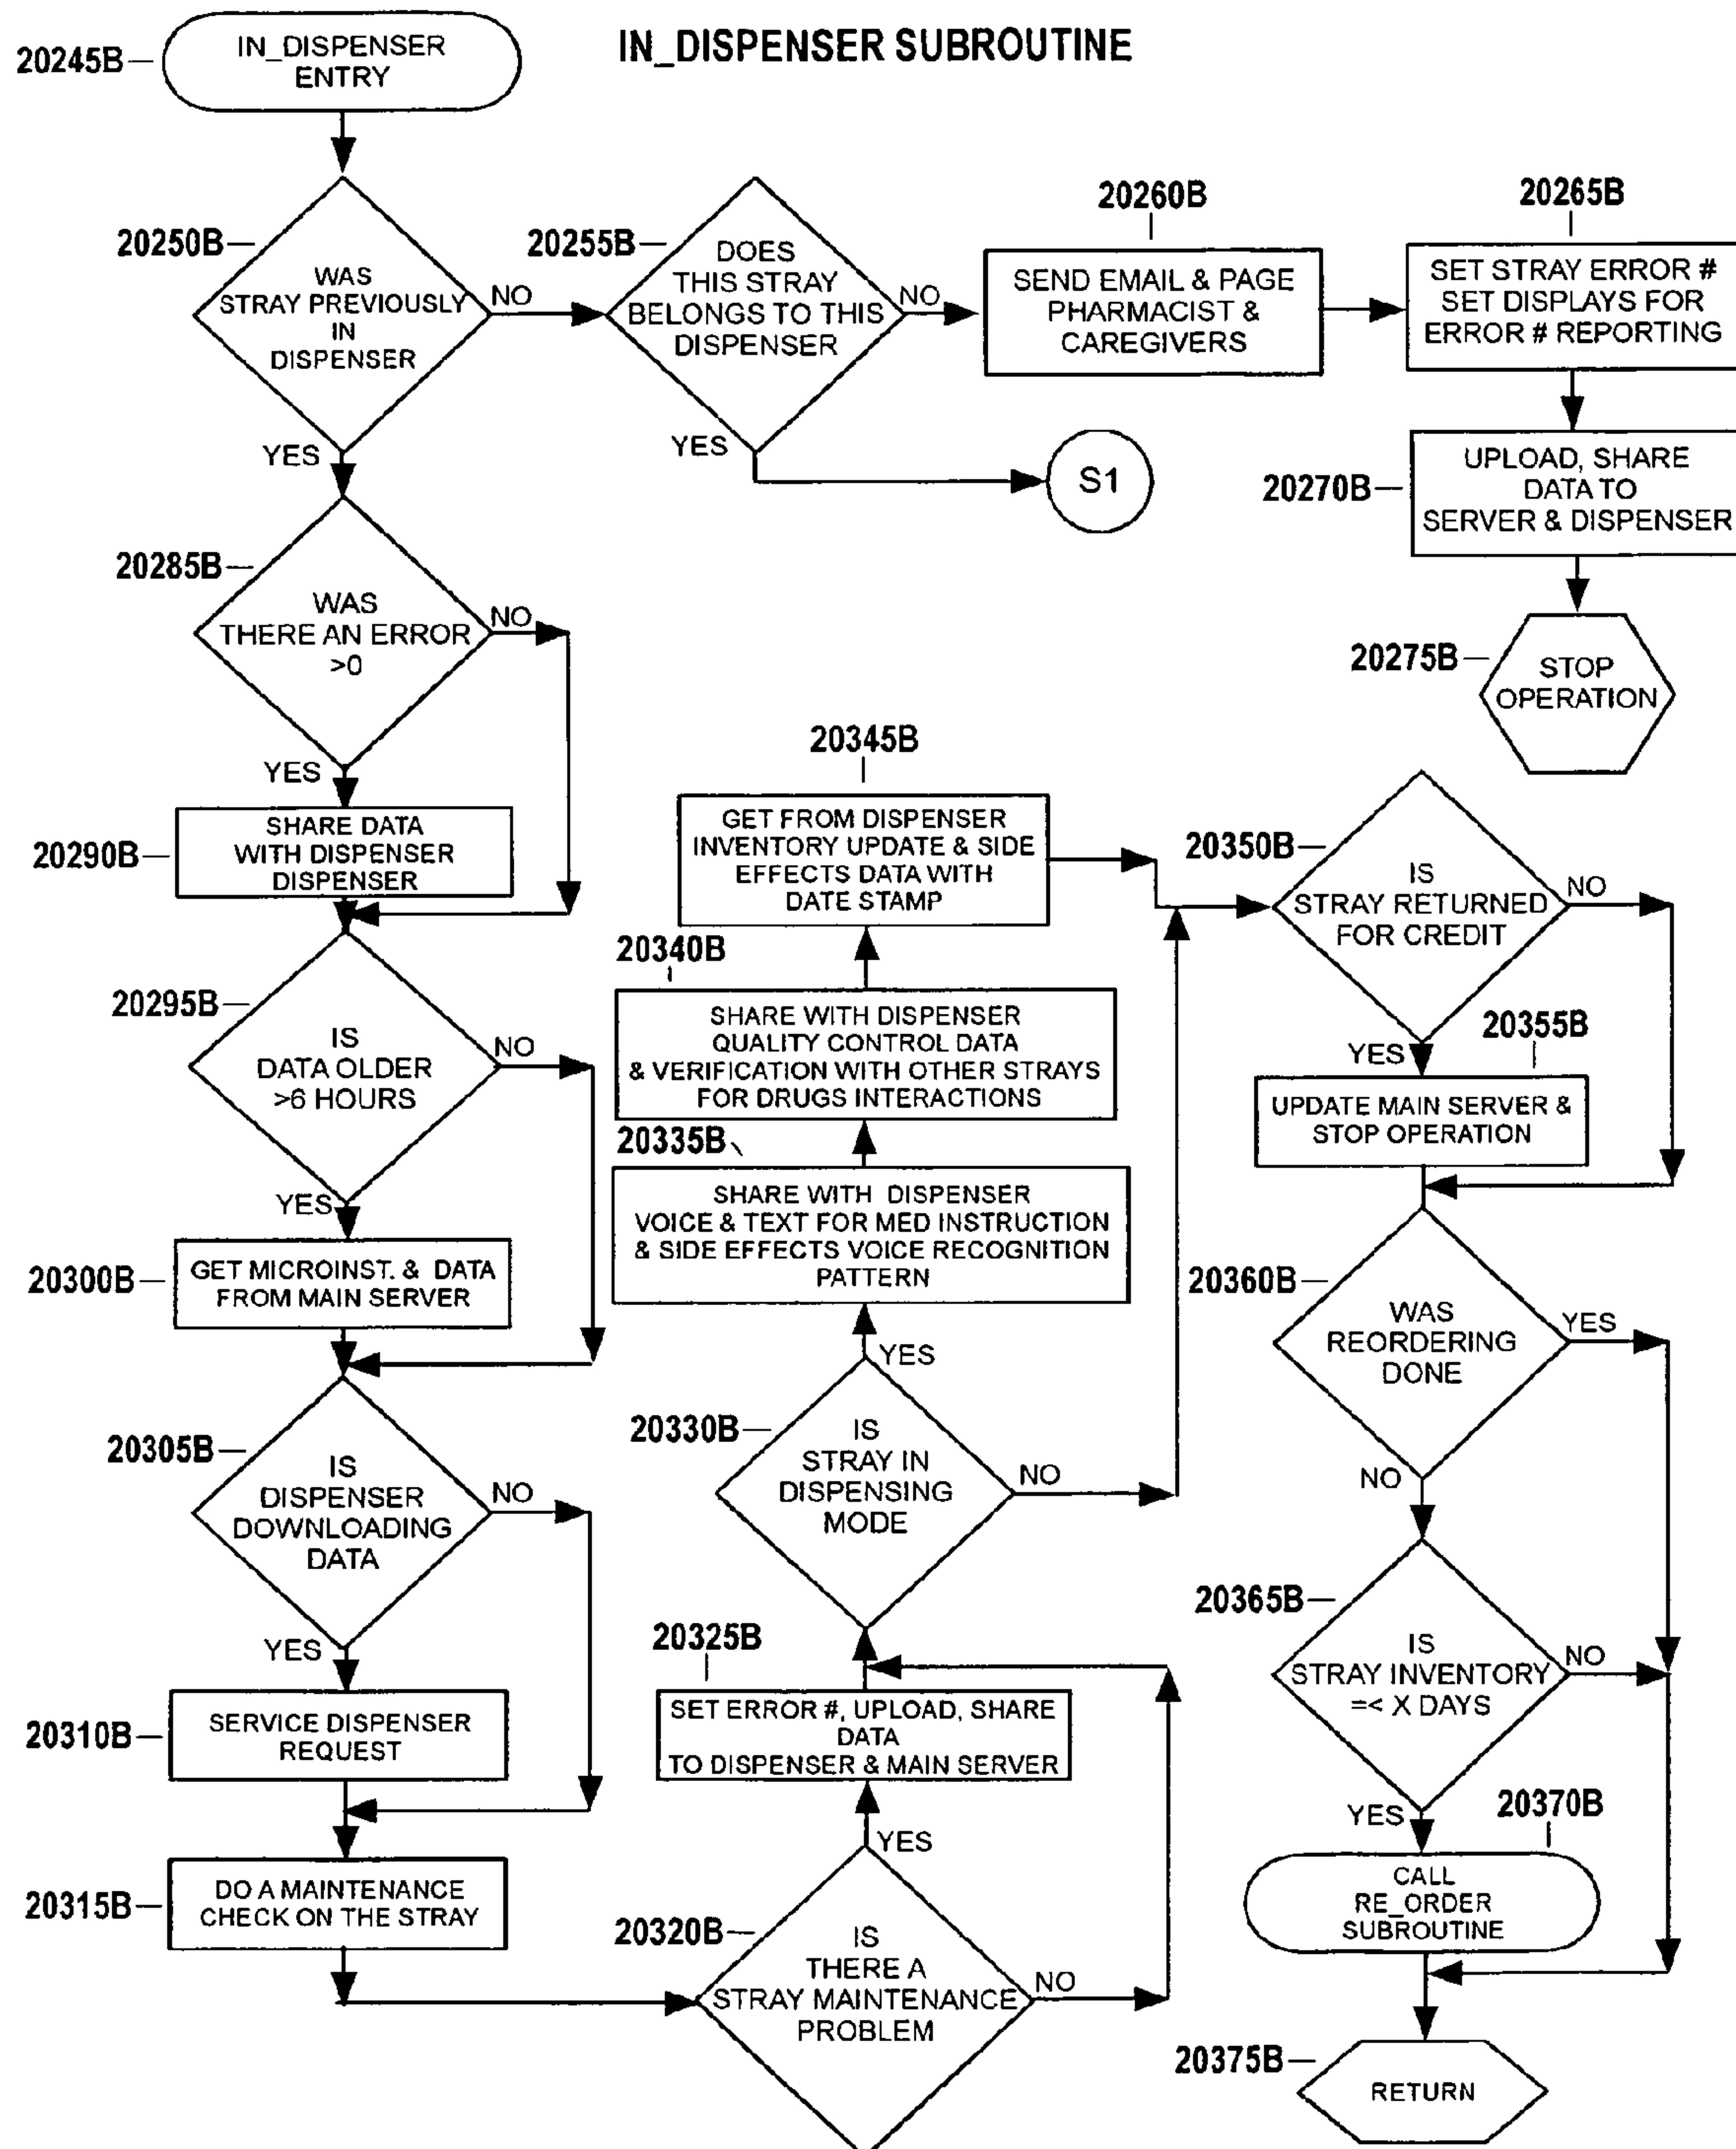 IN_DISPENSER SUBROUTINE
20245B
IN_DISPENSER
ENTRY
20250B
WAS
STRAY PREVIOUSLY
IN
DISPENSER
NO
YES
20255B
DOES
THIS STRAY
BELONGS TO THIS
DISPENSER
NO
YES
S1
20260B
SEND EMAIL & PAGE
PHARMACIST &
CAREGIVERS
20265B
SET STRAY ERROR #
SET DISPLAYS FOR
ERROR # REPORTING
20270B
UPLOAD, SHARE
DATA TO
SERVER & DISPENSER
20275B
STOP
OPERATION
20285B
WAS
THERE AN ERROR
>0
NO
YES
20290B
SHARE DATA
WITH DISPENSER
DISPENSER
20295B
IS
DATA OLDER
>6 HOURS
NO
YES
20300B
GET MICROINST. & DATA
FROM MAIN SERVER
20305B
IS
DISPENSER
DOWNLOADING
DATA
NO
YES
20310B
SERVICE DISPENSER
REQUEST
20315B
DO A MAINTENANCE
CHECK ON THE STRAY
20320B
IS
THERE A
STRAY MAINTENANCE
PROBLEM
YES
NO
20325B
SET ERROR #, UPLOAD, SHARE
DATA
TO DISPENSER & MAIN SERVER
20330B
IS
STRAY IN
DISPENSING
MODE
YES
NO
20335B
SHARE WITH DISPENSER
VOICE & TEXT FOR MED INSTRUCTION
& SIDE EFFECTS VOICE RECOGNITION
PATTERN
20340B
SHARE WITH DISPENSER
QUALITY CONTROL DATA
& VERIFICATION WITH OTHER STRAYS
FOR DRUGS INTERACTIONS
20345B
GET FROM DISPENSER
INVENTORY UPDATE & SIDE
EFFECTS DATA WITH
DATE STAMP
20350B
IS
STRAY RETURNED
FOR CREDIT
NO
YES
20355B
UPDATE MAIN SERVER &
STOP OPERATION
20360B
WAS
REORDERING
DONE
YES
NO
20365B
IS
STRAY INVENTORY
=< X DAYS
NO
YES
20370B
CALL
RE_ORDER
SUBROUTINE
20375B
RETURN